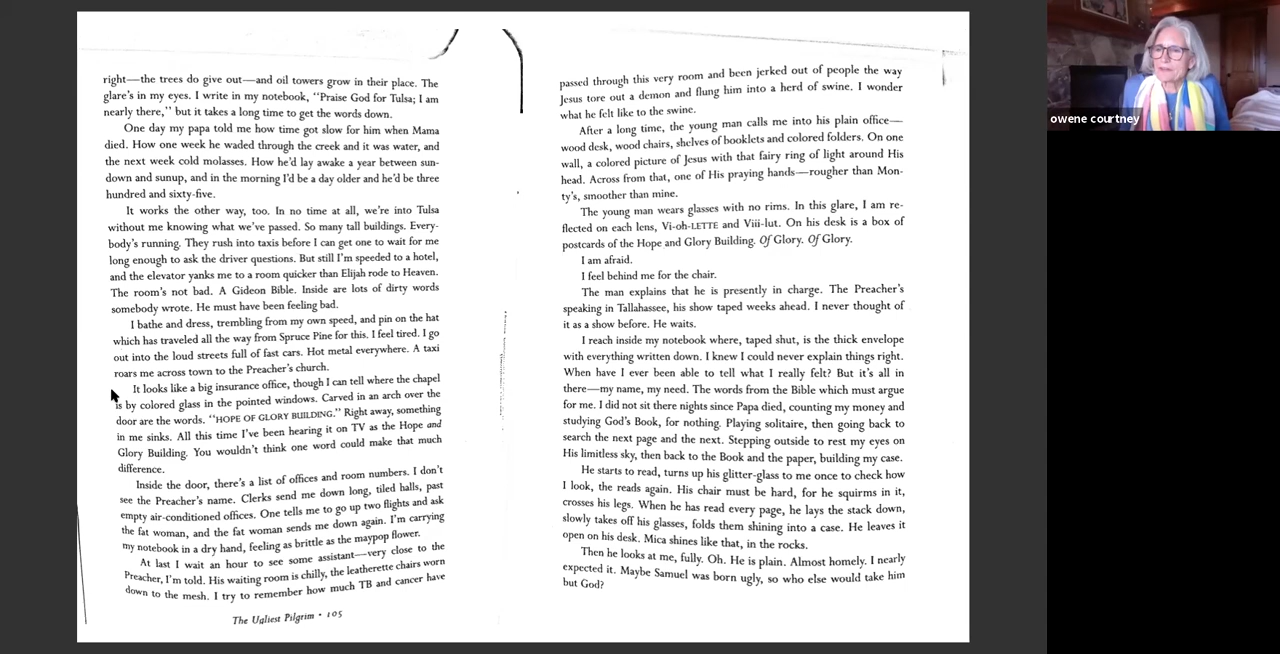 right—the trees do give out—and oil towers grow in their place. The
glare's in my eyes. I write in my notebook, "Praise God for Tulsa; I am
nearly there," but it takes a long time to get the words down.
One day my papa told me how time got slow for him when Mama
died. How one week he waded through the creek and it was water, and
the next week cold molasses. How he'd lay awake a year between sun-
down and sunup, and in the morning I'd be a day older and he'd be three
hundred and sixty-five.
It works the other way, too. In no time at all, we're into Tulsa
without me knowing what we've passed. So many tall buildings. Every-
body's running. They rush into taxis before I can get one to wait for me
long enough to ask the driver questions. But still I'm speeded to a hotel,
and the elevator yanks me to a room quicker than Elijah rode to Heaven.
The room's not bad. A Gideon Bible. Inside are lots of dirty words
somebody wrote. He must have been feeling bad.
I bathe and dress, trembling from my own speed, and pin on the hat
which has traveled all the way from Spruce Pine for this. I feel tired. I go
out into the loud streets full of fast cars. Hot metal everywhere. A taxi
roars me across town to the Preacher's church.
It looks like a big insurance office, though I can tell where the chapel
is by colored glass in the pointed windows. Carved in an arch over the
door are the words. "HOPE OF GLORY BUILDING." Right away, something
in me sinks. All this time I've been hearing it on TV as the Hope and
Glory Building. You wouldn't think one word could make that much
difference.
Inside the door, there's a list of offices and room numbers. I don't
see the Preacher's name. Clerks send me down long, tiled halls, past
empty air-conditioned offices. One tells me to go up two flights and ask
the fat woman, and the fat woman sends me down again. I'm carrying
my notebook in a dry hand, feeling as brittle as the maypop flower.
At last I wait an hour to see some assistant—very close to the
Preacher, I'm told. His waiting room is chilly, the leatherette chairs worn
down to the mesh. I try to remember how much TB and cancer have
The Ugliest Pilgrim • 105
passed through this very room and been jerked out of people the way
Jesus tore out a demon and flung him into a herd of swine. I wonder
what he felt like to the swine.
After a long time, the young man calls me into his plain office—
wood desk, wood chairs, shelves of booklets and colored folders. On one
wall, a colored picture of Jesus with that fairy ring of light around His
head. Across from that, one of His praying hands—rougher than Mon-
ty's, smoother than mine.
The young man wears glasses with no rims. In this glare, I am re-
flected on each lens, Vi-oh-LETTE and Viii-lut. On his desk is a box of
postcards of the Hope and Glory Building. Of Glory. Of Glory.
I am afraid.
I feel behind me for the chair.
The man explains that he is presently in charge. The Preacher's
speaking in Tallahassee, his show taped weeks ahead. I never thought of
it as a show before. He waits.
I reach inside my notebook where, taped shut, is the thick envelope
with everything written down. I knew I could never explain things right.
When have I ever been able to tell what I really felt? But it's all in
there—my name, my need. The words from the Bible which must argue
for me. I did not sit there nights since Papa died, counting my money and
studying God's Book, for nothing. Playing solitaire, then going back to
search the next page and the next. Stepping outside to rest my eyes on
His limitless sky, then back to the Book and the paper, building my case.
He starts to read, turns up his glitter-glass to me once to check how
I look, the reads again. His chair must be hard, for he squirms in it,
crosses his legs. When he has read every page, he lays the stack down,
slowly takes off his glasses, folds them shining into a case. He leaves it
open on his desk. Mica shines like that, in the rocks.
Then he looks at me, fully. Oh. He is plain. Almost homely. I nearly
expected it. Maybe Samuel was born ugly, so who else would take him
but God?
owene courtney